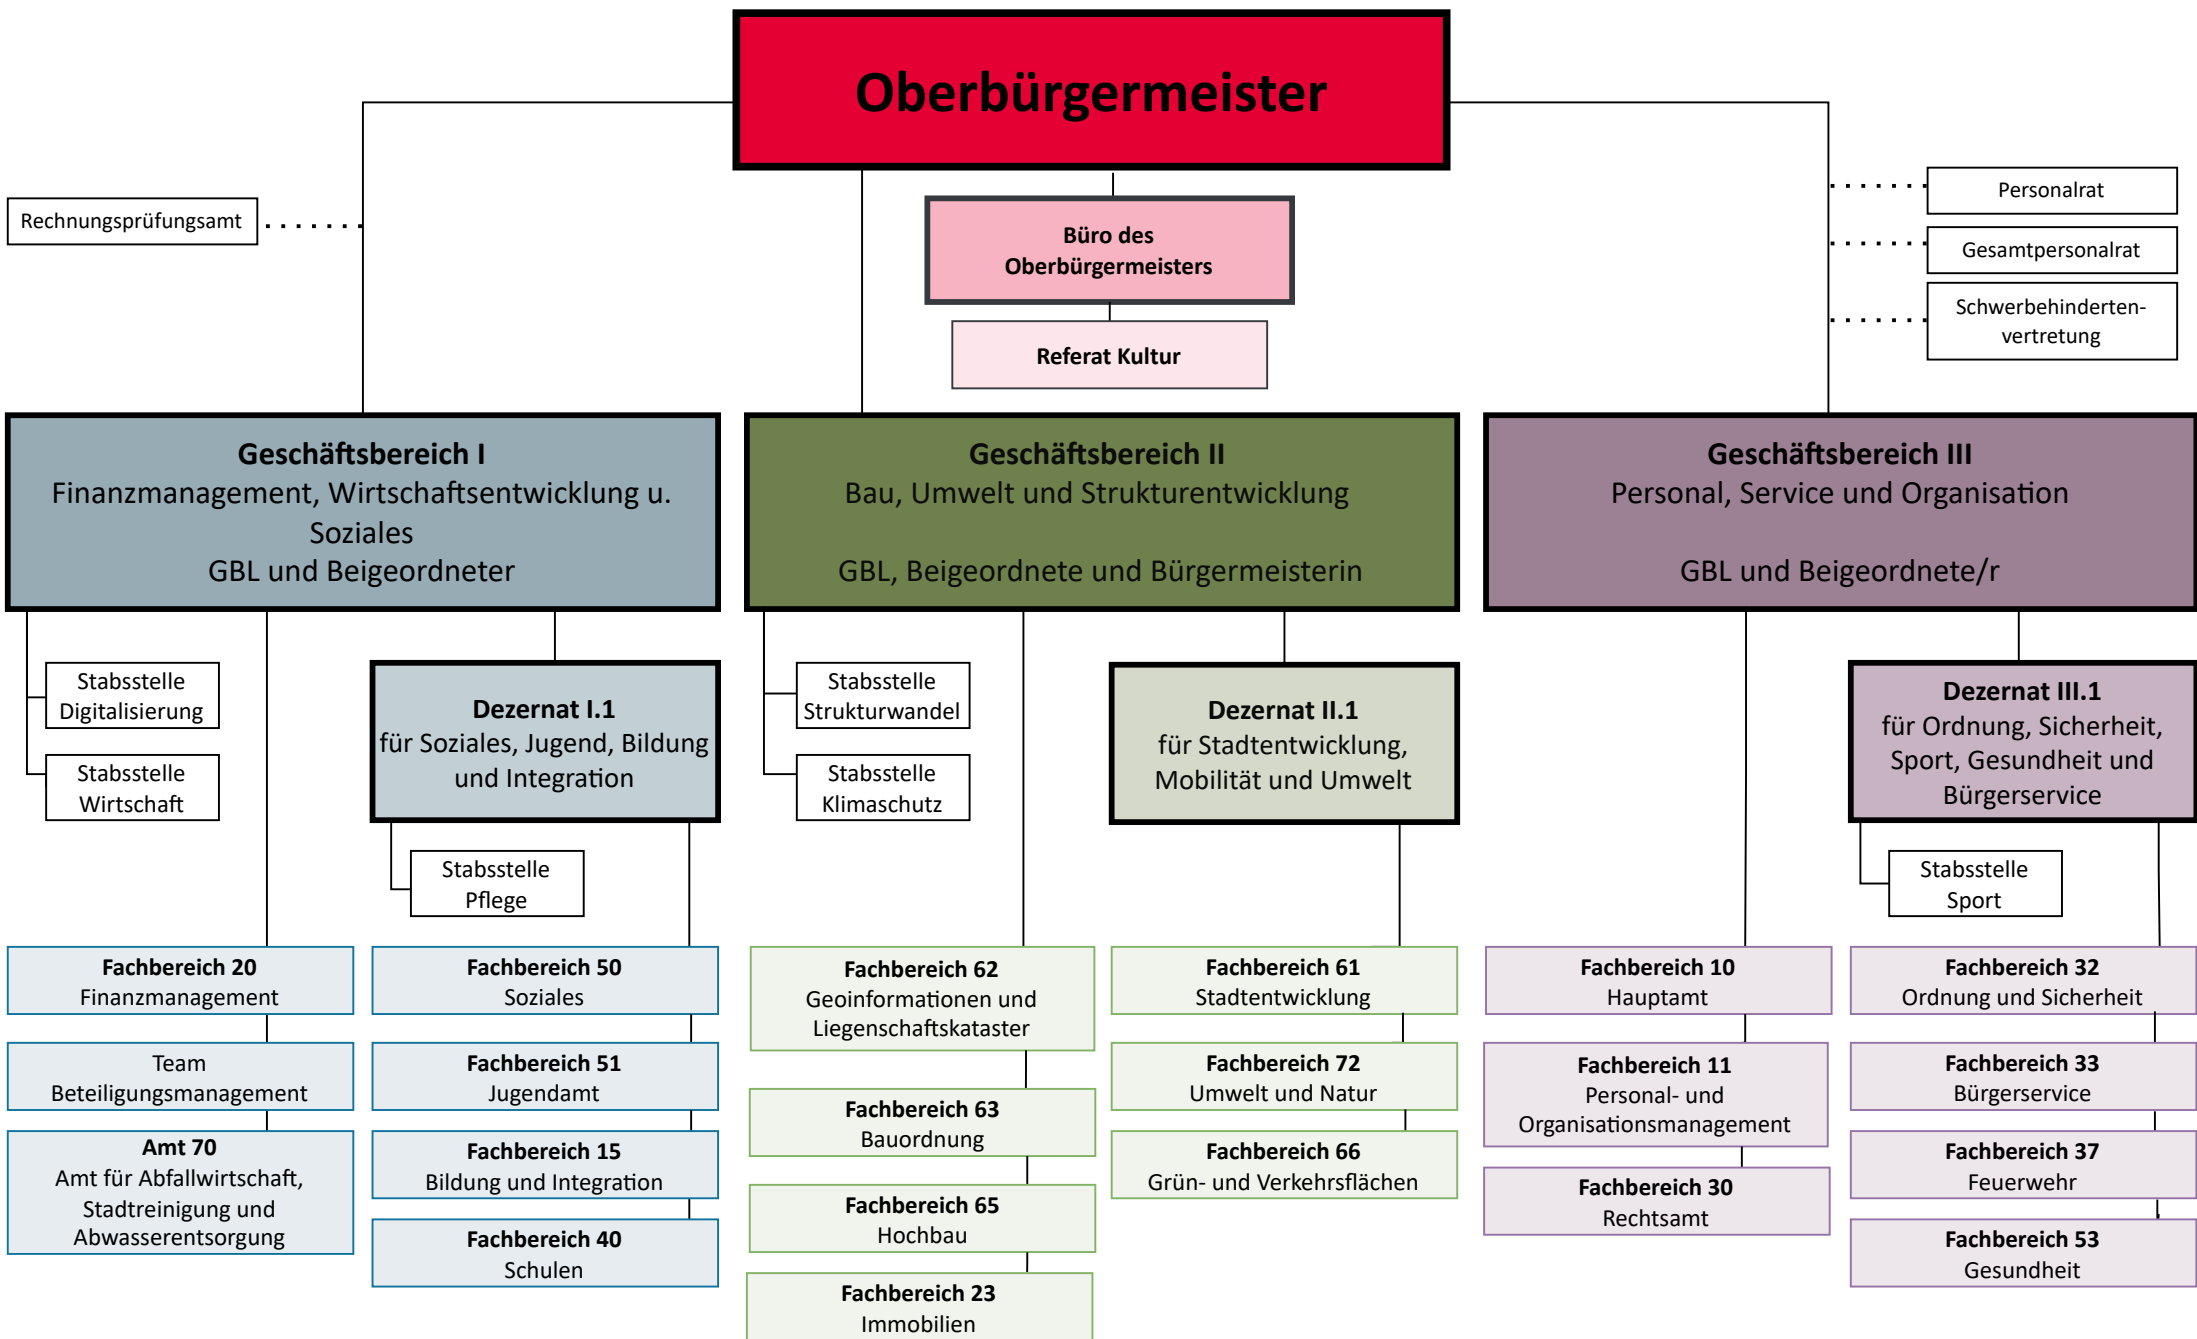 Oberbürgermeister
Rechnungsprüfungsamt
Büro des
Oberbürgermeisters
Referat Kultur
Personalrat
Gesamtpersonalrat
Schwerbehinderten-
vertretung
Geschäftsbereich I
Finanzmanagement, Wirtschaftsentwicklung u.
Soziales
GBL und Beigeordneter
Geschäftsbereich II
Bau, Umwelt und Strukturentwicklung
GBL, Beigeordnete und Bürgermeisterin
Geschäftsbereich III
Personal, Service und Organisation
GBL und Beigeordnete/r
Stabsstelle
Digitalisierung
Stabsstelle
Wirtschaft
Dezernat I.1
für Soziales, Jugend, Bildung
und Integration
Stabsstelle
Pflege
Stabsstelle
Strukturwandel
Stabsstelle
Klimaschutz
Dezernat II.1
für Stadtentwicklung,
Mobilität und Umwelt
Dezernat III.1
für Ordnung, Sicherheit,
Sport, Gesundheit und
Bürgerservice
Stabsstelle
Sport
Fachbereich 20
Finanzmanagement
Team
Beteiligungsmanagement
Amt 70
Amt für Abfallwirtschaft,
Stadtreinigung und
Abwasserentsorgung
Fachbereich 50
Soziales
Fachbereich 51
Jugendamt
Fachbereich 15
Bildung und Integration
Fachbereich 40
Schulen
Fachbereich 62
Geoinformationen und
Liegenschaftskataster
Fachbereich 63
Bauordnung
Fachbereich 65
Hochbau
Fachbereich 23
Immobilien
Fachbereich 61
Stadtentwicklung
Fachbereich 72
Umwelt und Natur
Fachbereich 66
Grün- und Verkehrsflächen
Fachbereich 10
Hauptamt
Fachbereich 11
Personal- und
Organisationsmanagement
Fachbereich 30
Rechtsamt
Fachbereich 32
Ordnung und Sicherheit
Fachbereich 33
Bürgerservice
Fachbereich 37
Feuerwehr
Fachbereich 53
Gesundheit